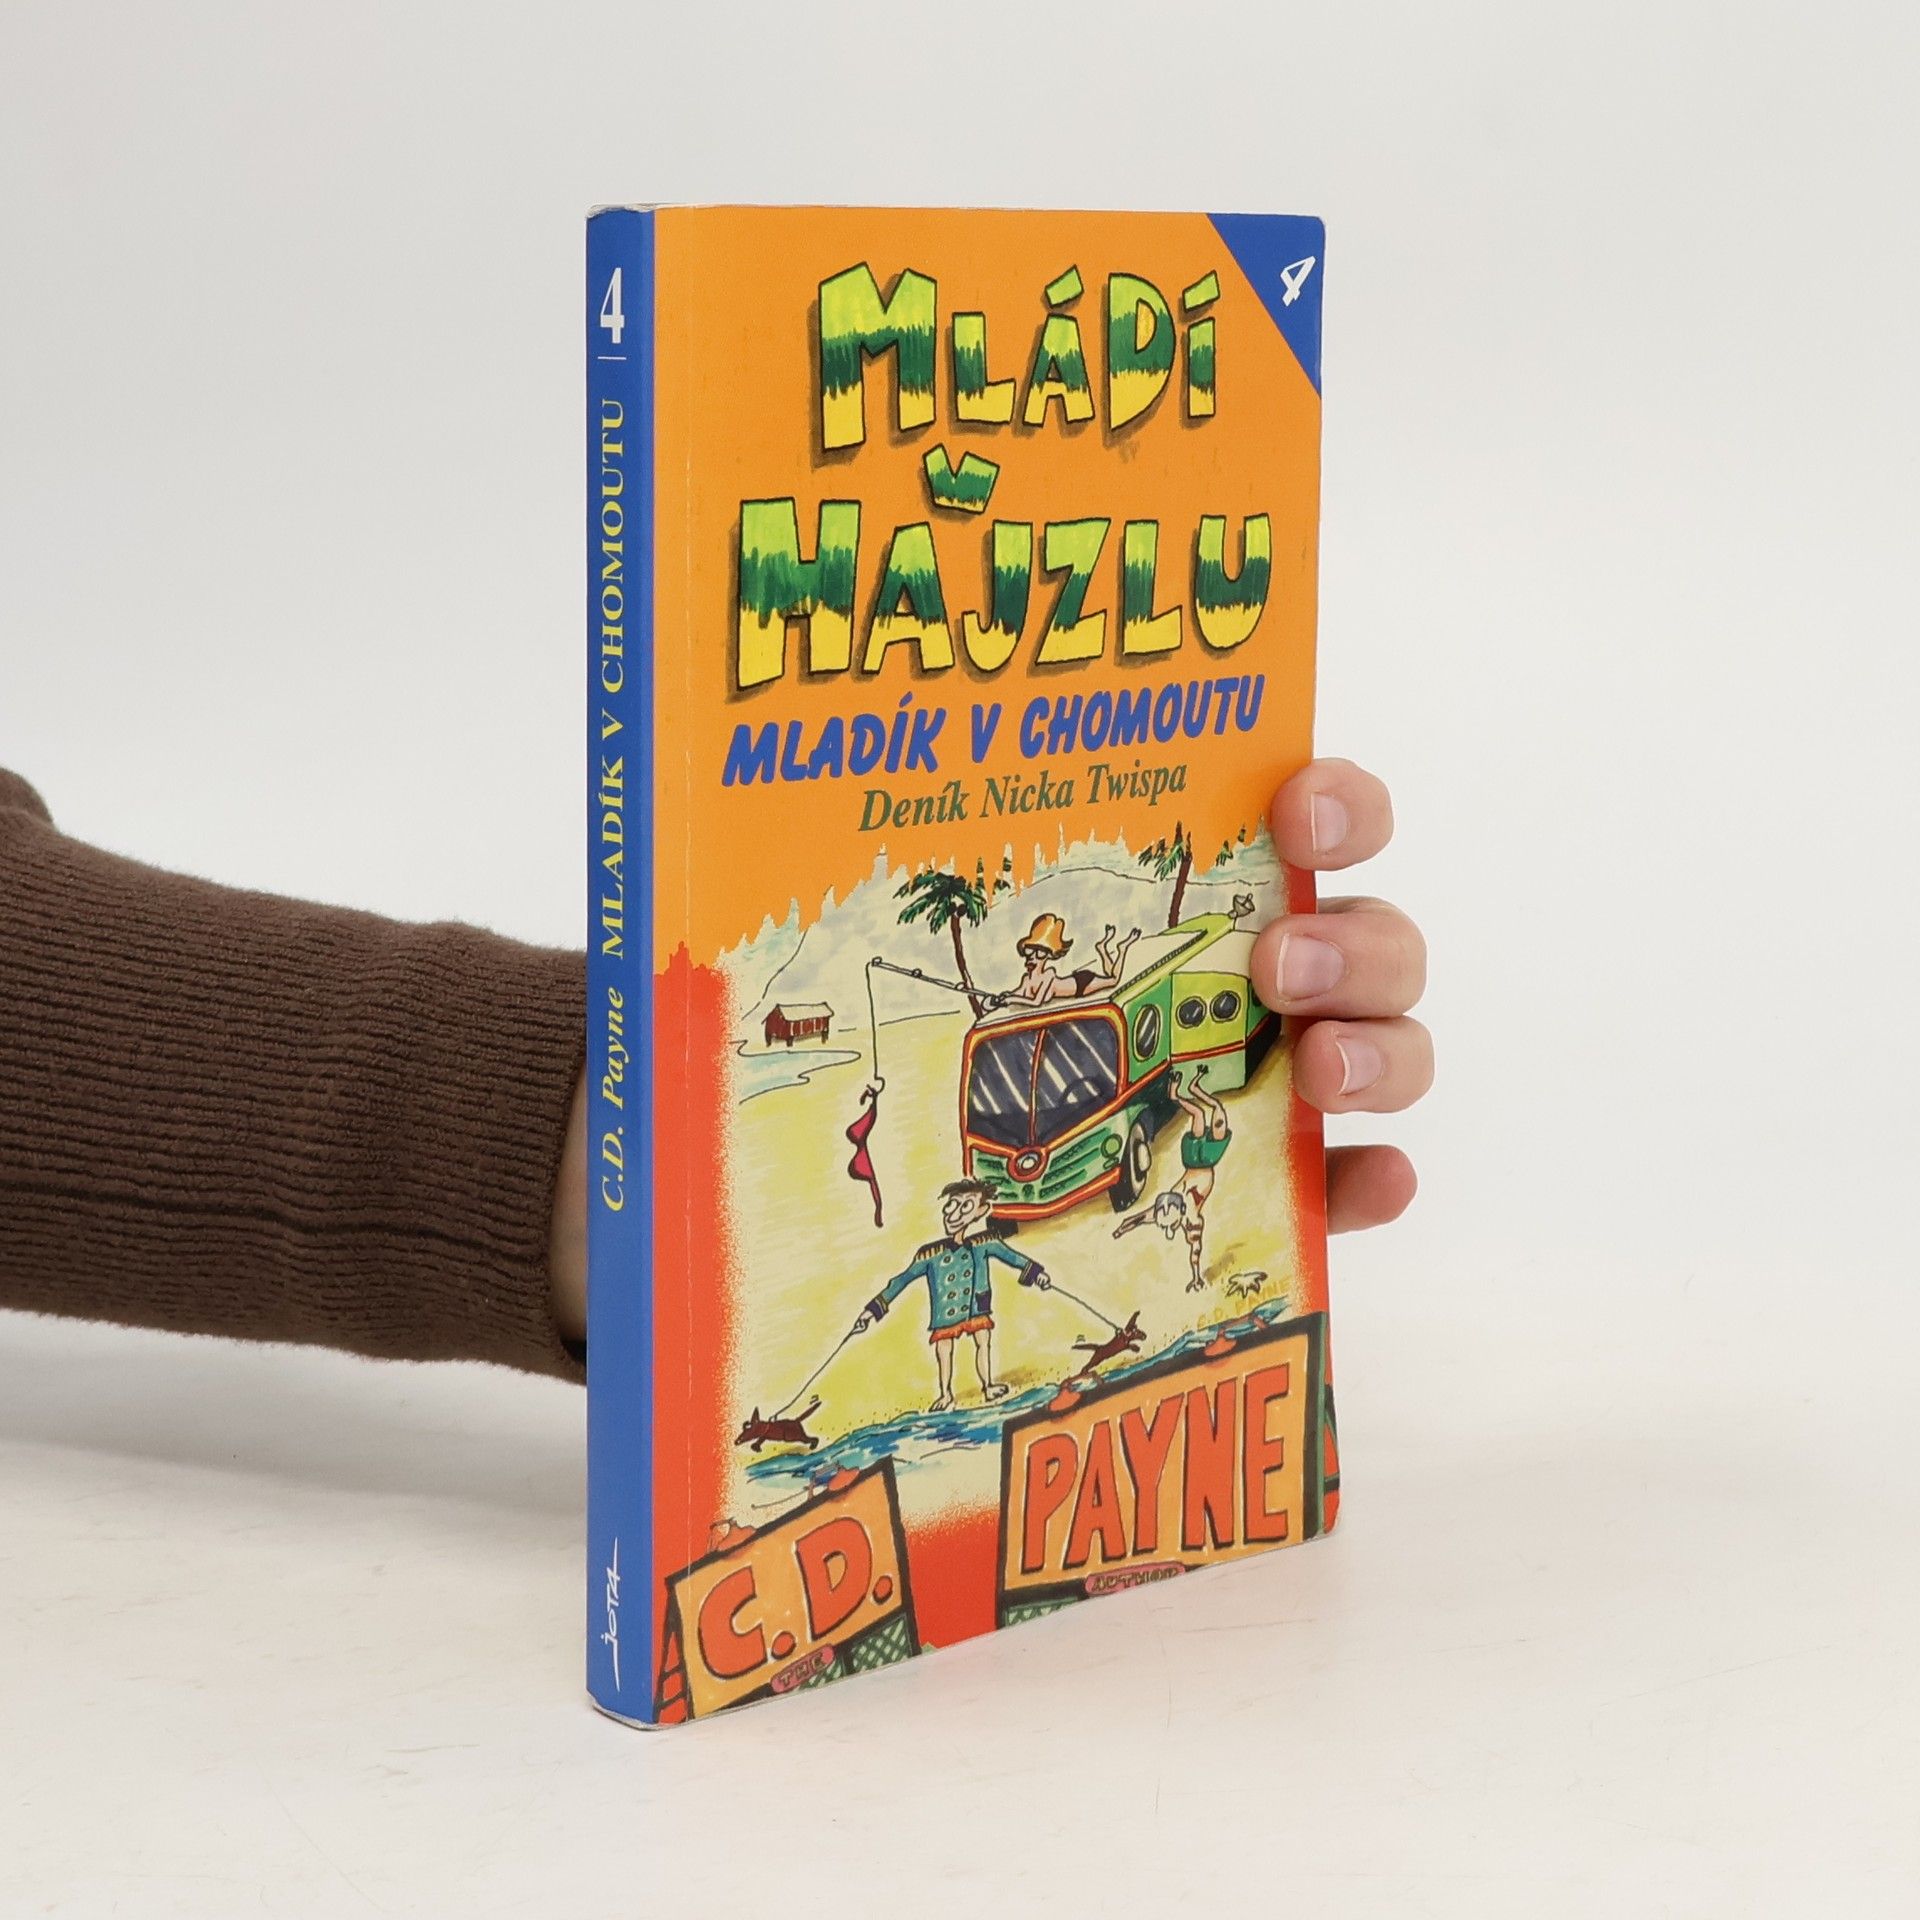 4
C.D. Payne MLADÍK V CHOMOUTU
JOTA
4
MLÁDÍ
V
HAJZLU
MLADÍK V CHOMOUTU
Deník Nicka Twispa
C.D. PAYNE
C.D.
PAYNE
THE
AUTHOR